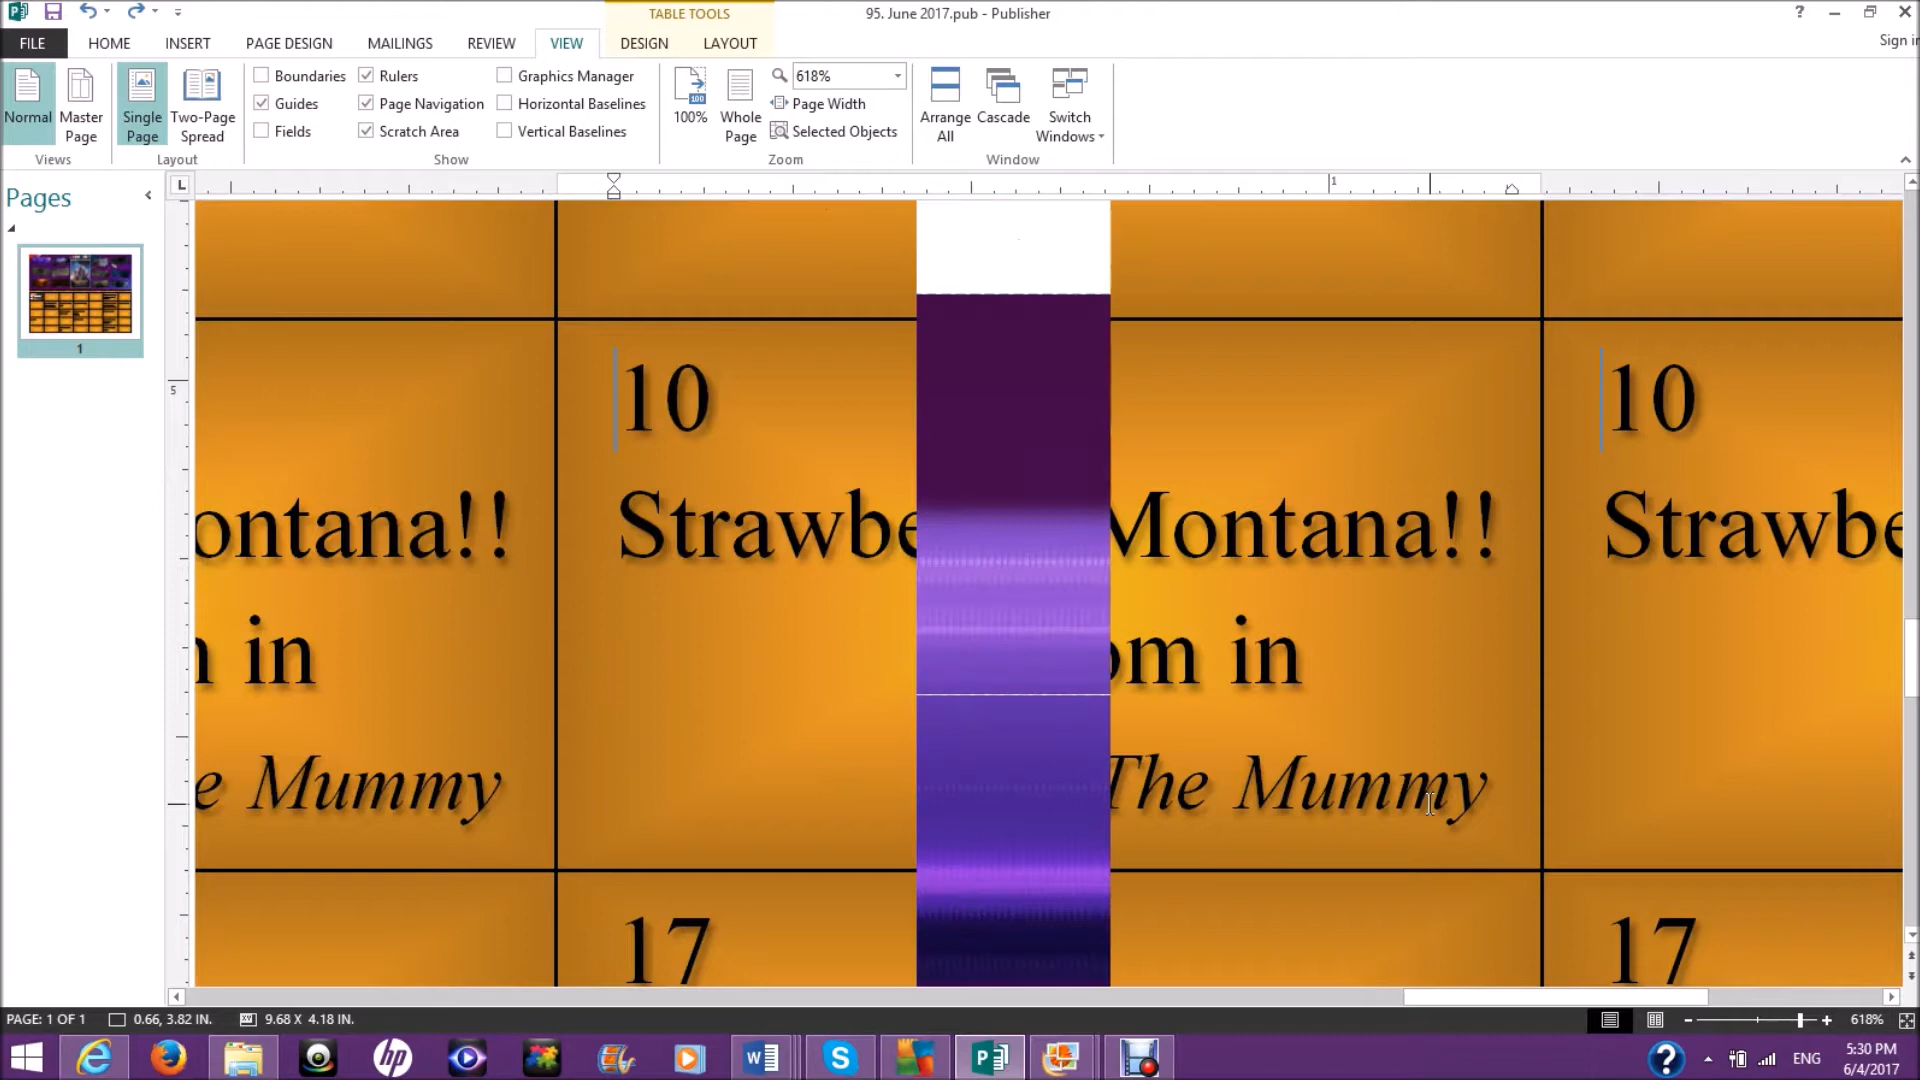 95. June 2017.pub - Publisher
TABLE TOOLS
?
Sign in
FILE HOME INSERT PAGE DESIGN MAILINGS REVIEW VIEW DESIGN LAYOUT
Normal
Master Page
Views
Single Page
Two-Page Spread
Layout
Boundaries
Guides
Fields
Rulers
Page Navigation
Scratch Area
Graphics Manager
Horizontal Baselines
Vertical Baselines
Show
100%
Whole Page
618%
Page Width
Selected Objects
Zoom
Arrange All
Cascade
Switch Windows
Window
Pages
1
L
1
5
10
Strawbe
ontana!!
in
e Mummy
17
10
Strawbe
Montana!!
om in
The Mummy
17
PAGE: 1 OF 1 0.66, 3.82 IN. 9.68 X 4.18 IN. 618%
ENG
5:30 PM
6/4/2017